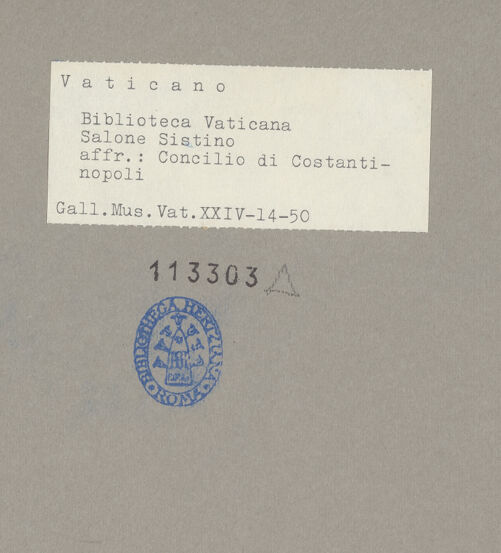 Vaticano
Biblioteca Vaticana
Salone Sistino
affr.: Concilio di Costanti-
nopoli
Gall.Mus.Vat.XXIV-14-50
113303
BIBLIOTHECA HERTZIANA
ROMA